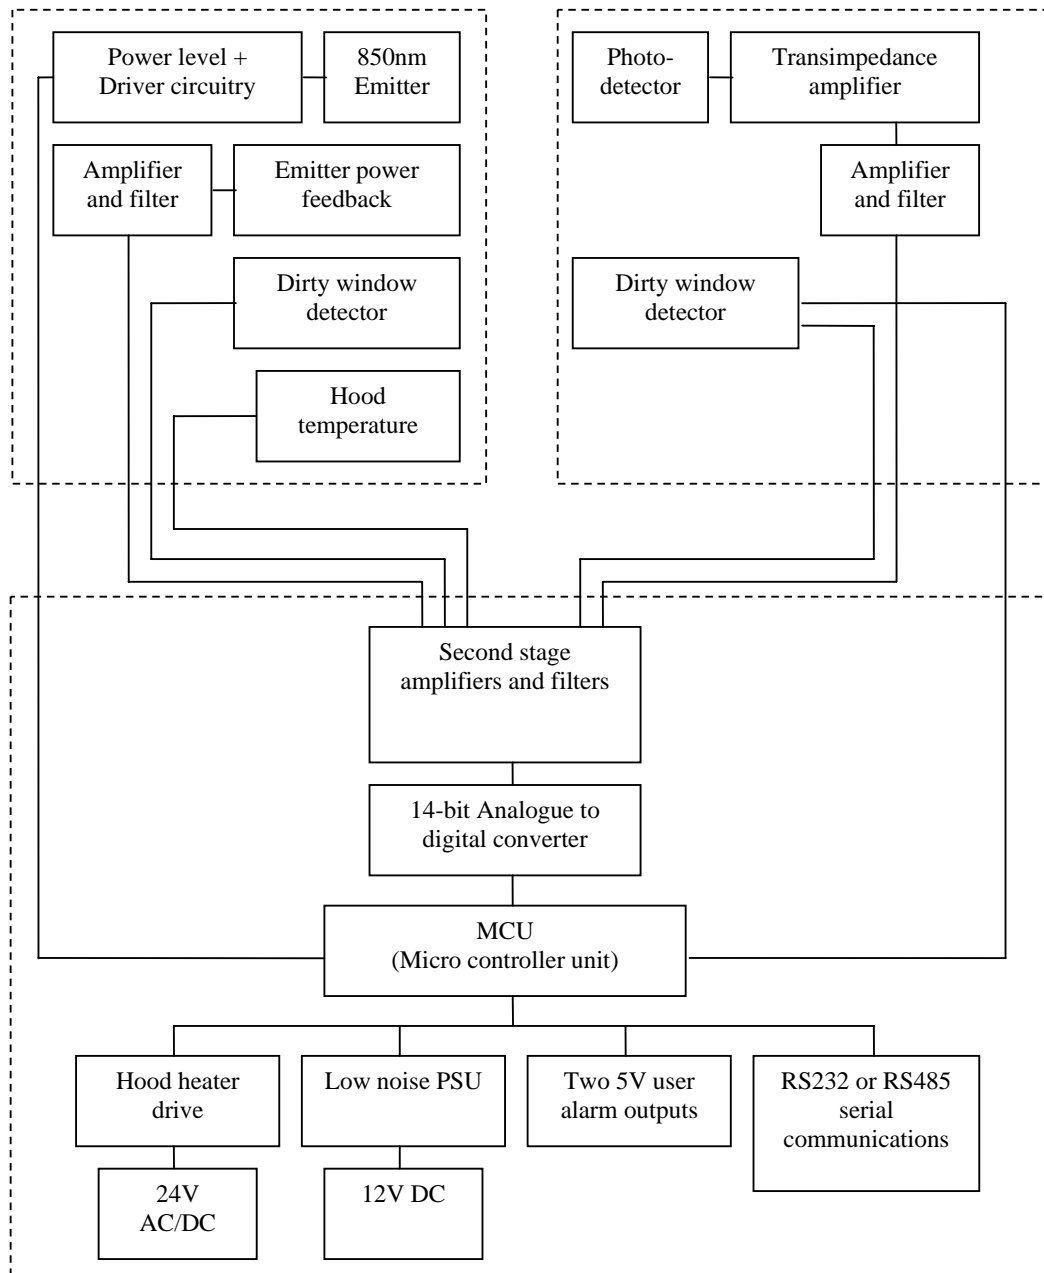 Power level +
Driver circuitry
850nm
Emitter
Amplifier
and filter
Emitter power
feedback
Dirty window
detector
Hood
temperature
Photo-
detector
Transimpedance
amplifier
Amplifier
and filter
Dirty window
detector
Second stage
amplifiers and filters
14-bit Analogue to
digital converter
MCU
(Micro controller unit)
Hood heater
drive
Low noise PSU
Two 5V user
alarm outputs
RS232 or RS485
serial
communications
24V
AC/DC
12V DC